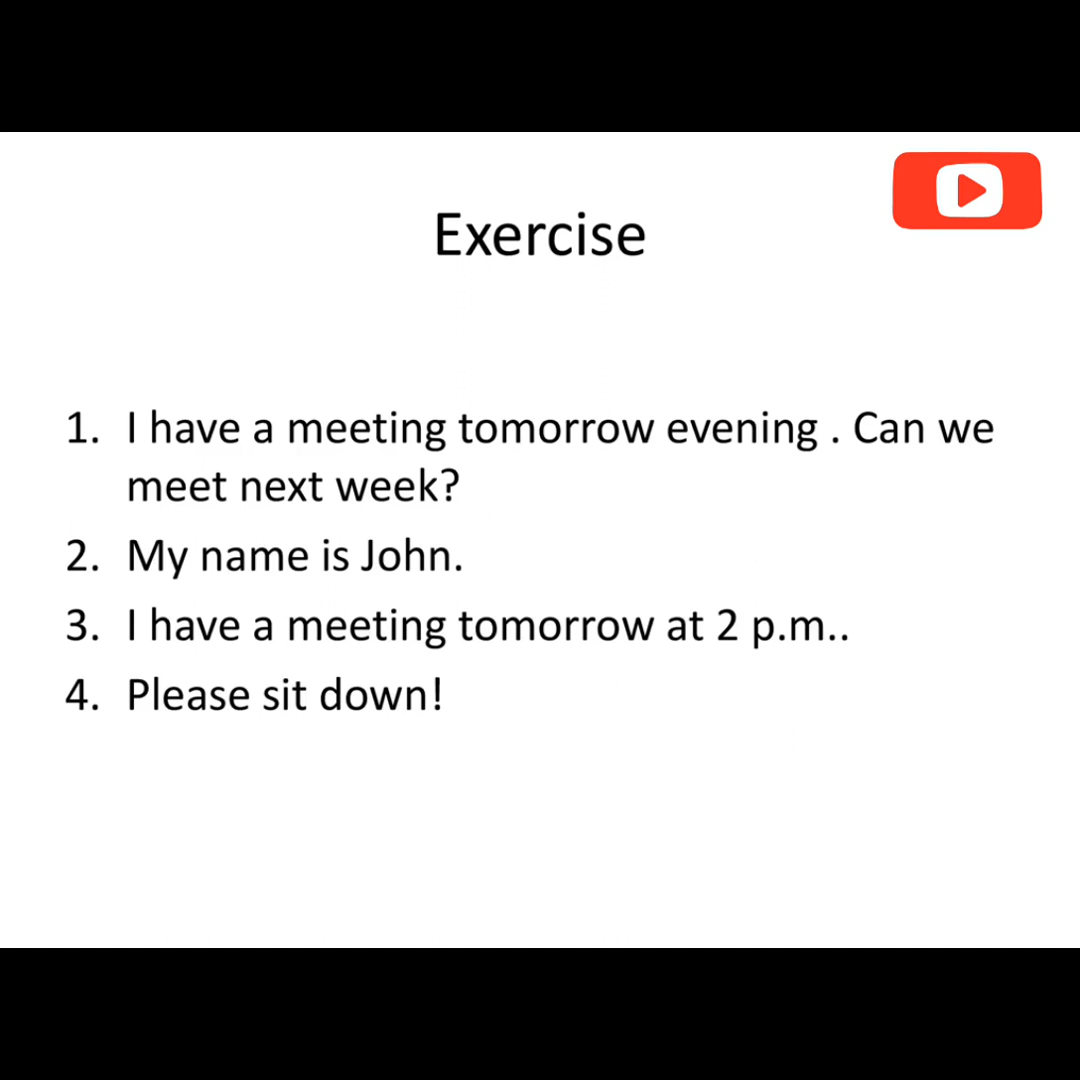 Exercise
1. I have a meeting tomorrow evening . Can we
meet next week?
2. My name is John.
3. I have a meeting tomorrow at 2 p.m..
4. Please sit down!